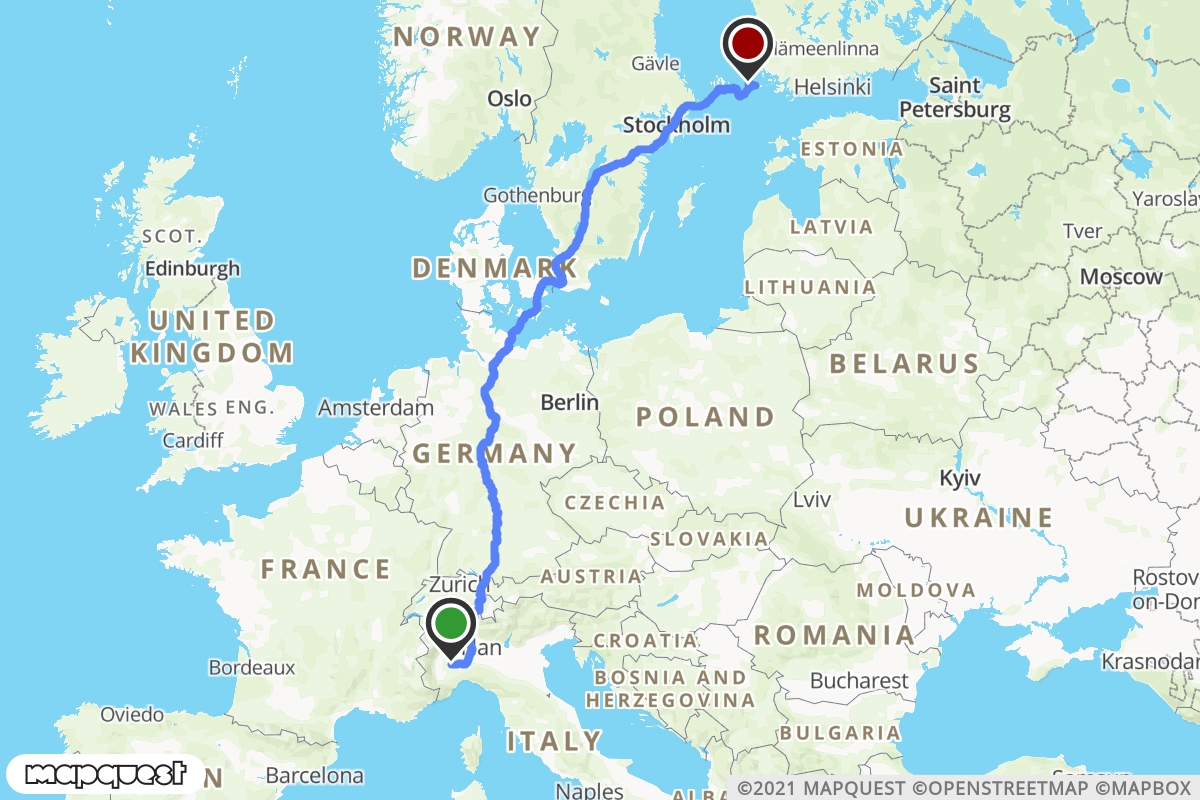 NORWAY
Hämeenlinna
Gävle
Helsinki
Saint
Petersburg
Oslo
Stockholm
ESTONIA
Gothenburg
Yarosla
SCOT.
LATVIA
Tver
Edinburgh
DENMARK
Moscow
LITHUANIA
UNITED
KINGDOM
BELARUS
WALES
ENG.
Amsterdam
Berlin
POLAND
Cardiff
GERMANY
Kyiv
CZECHIA
Lviv
UKRAINE
SLOVAKIA
FRANCE
Zurich
AUSTRIA
MOLDOVA
Rostov
on-Don
CROATIA
ROMANIA
an
Bordeaux
BOSNIA AND
HERZEGOVINA
Bucharest
Krasnodar
Oviedo
BULGARIA
ITALY
mapquest
N
Barcelona
Naples
ALBA
©2021 MAPQUEST ©OPENSTREETMAP ©MAPBOX